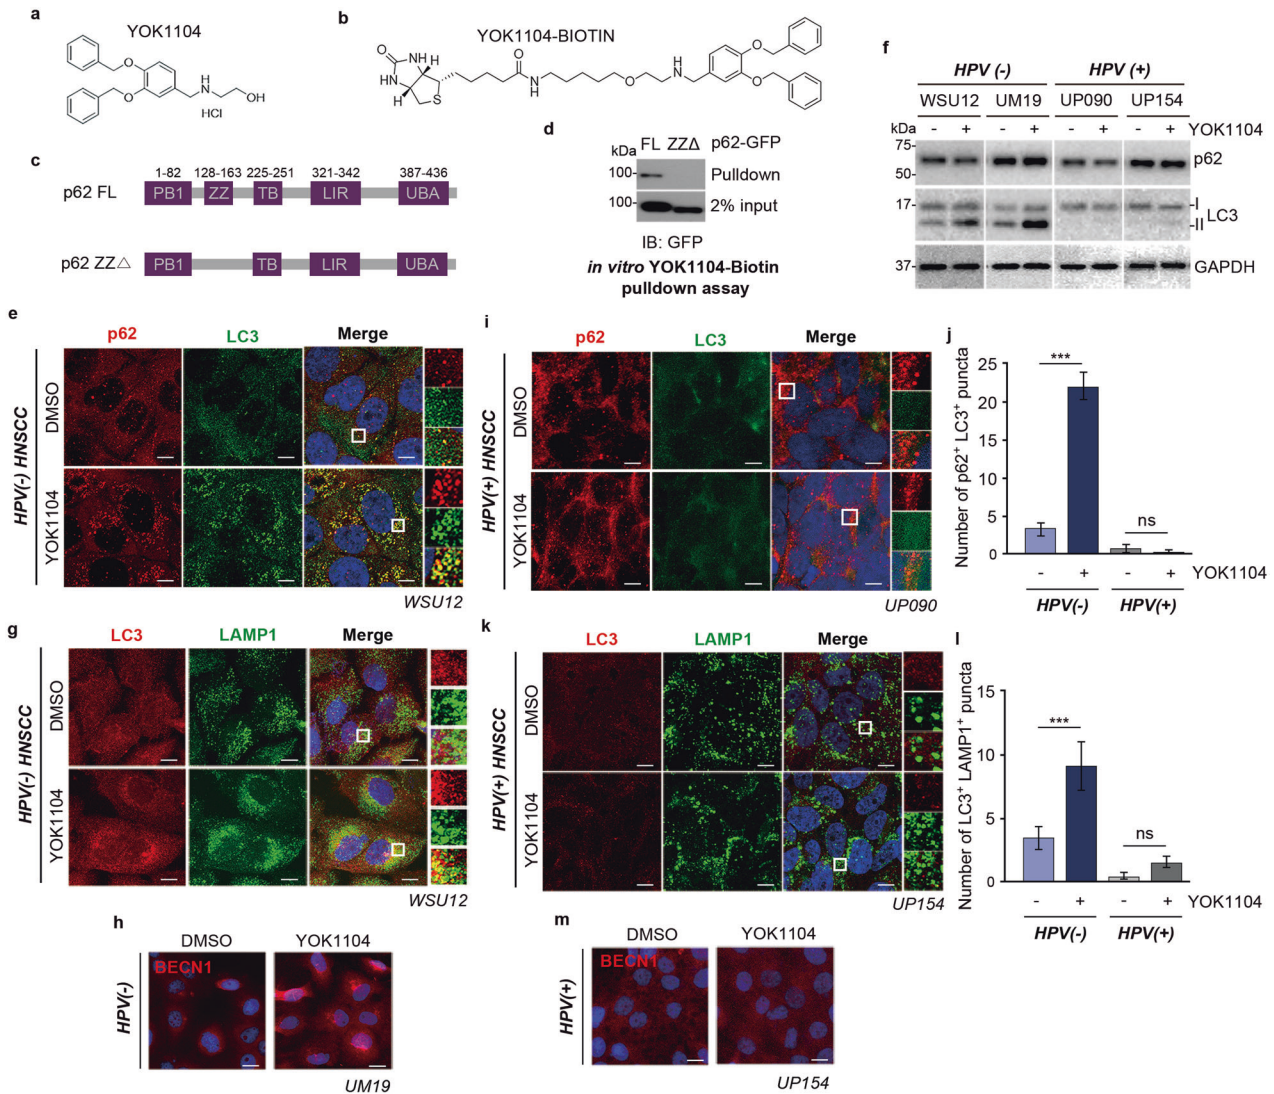 a
YOK1104
O
O
H
N
OH
HCl
b
YOK1104-BIOTIN
O
NH
HN
H
H
S
O
N
H
O
H
N
O
O
c
1-82 128-163 225-251 321-342 387-436
p62 FL PB1 ZZ TB LIR UBA
p62 ZZ△ PB1 TB LIR UBA
d
FL ZZΔ p62-GFP
kDa
100- Pulldown
100- 2% input
IB: GFP
in vitro YOK1104-Biotin
pulldown assay
f
HPV (-) HPV (+)
WSU12 UM19 UP090 UP154
kDa - + - + - + - + YOK1104
75-
p62
50-
17- -I
LC3
-II
37- GAPDH
e
p62 LC3 Merge
HPV(-) HNSCC
DMSO
YOK1104
WSU12
i
p62 LC3 Merge
HPV(+) HNSCC
DMSO
YOK1104
UP090
j
Number of p62+ LC3+ puncta
25
20
15
10
5
0
***
ns
- + - + YOK1104
HPV(-) HPV(+)
g
LC3 LAMP1 Merge
HPV(-) HNSCC
DMSO
YOK1104
WSU12
k
LC3 LAMP1 Merge
HPV(+) HNSCC
DMSO
YOK1104
UP154
l
Number of LC3+ LAMP1+ puncta
15
10
5
0
***
ns
- + - + YOK1104
HPV(-) HPV(+)
h
DMSO YOK1104
HPV(-)
BECN1
UM19
m
DMSO YOK1104
HPV(+)
BECN1
UP154